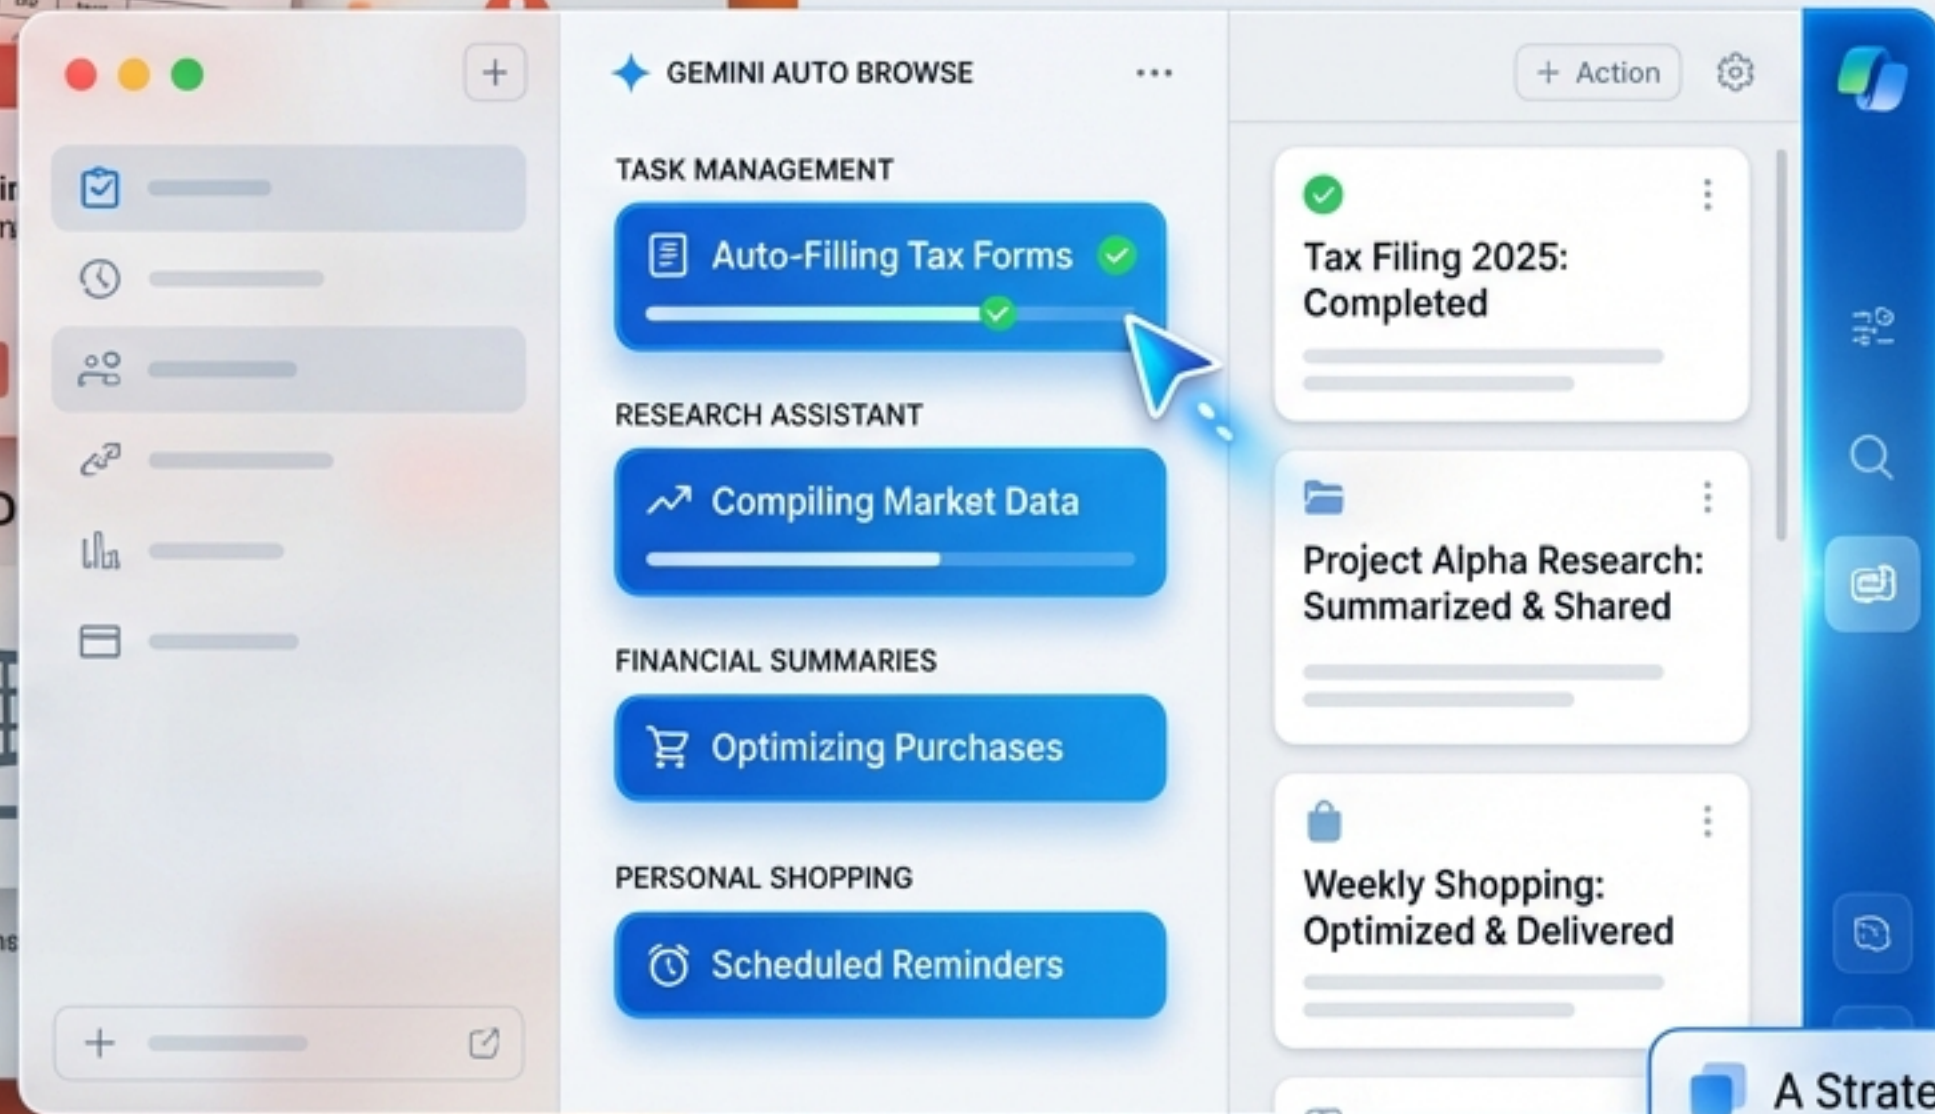 GEMINI AUTO BROWSE
TASK MANAGEMENT
Auto-Filling Tax Forms
RESEARCH ASSISTANT
Compiling Market Data
FINANCIAL SUMMARIES
Optimizing Purchases
PERSONAL SHOPPING
Scheduled Reminders
+ Action
Tax Filing 2025:
Completed
Project Alpha Research:
Summarized & Shared
Weekly Shopping:
Optimized & Delivered
A Strate